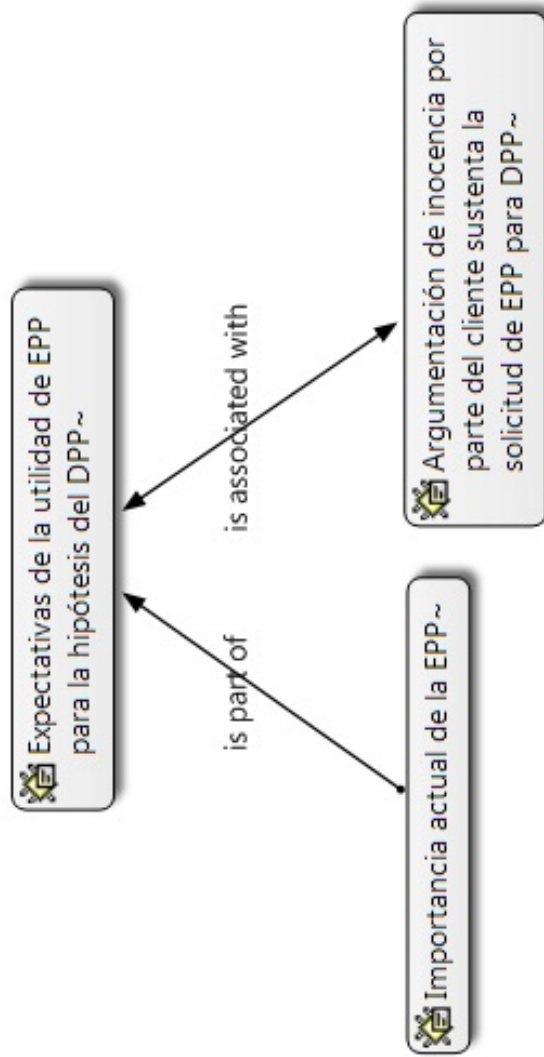 Expectativas de la utilidad de EPP
para la hipótesis del DPP~
is part of
is associated with
Importancia actual de la EPP~
Argumentación de inocencia por
parte del cliente sustenta la
solicitud de EPP para DPP~